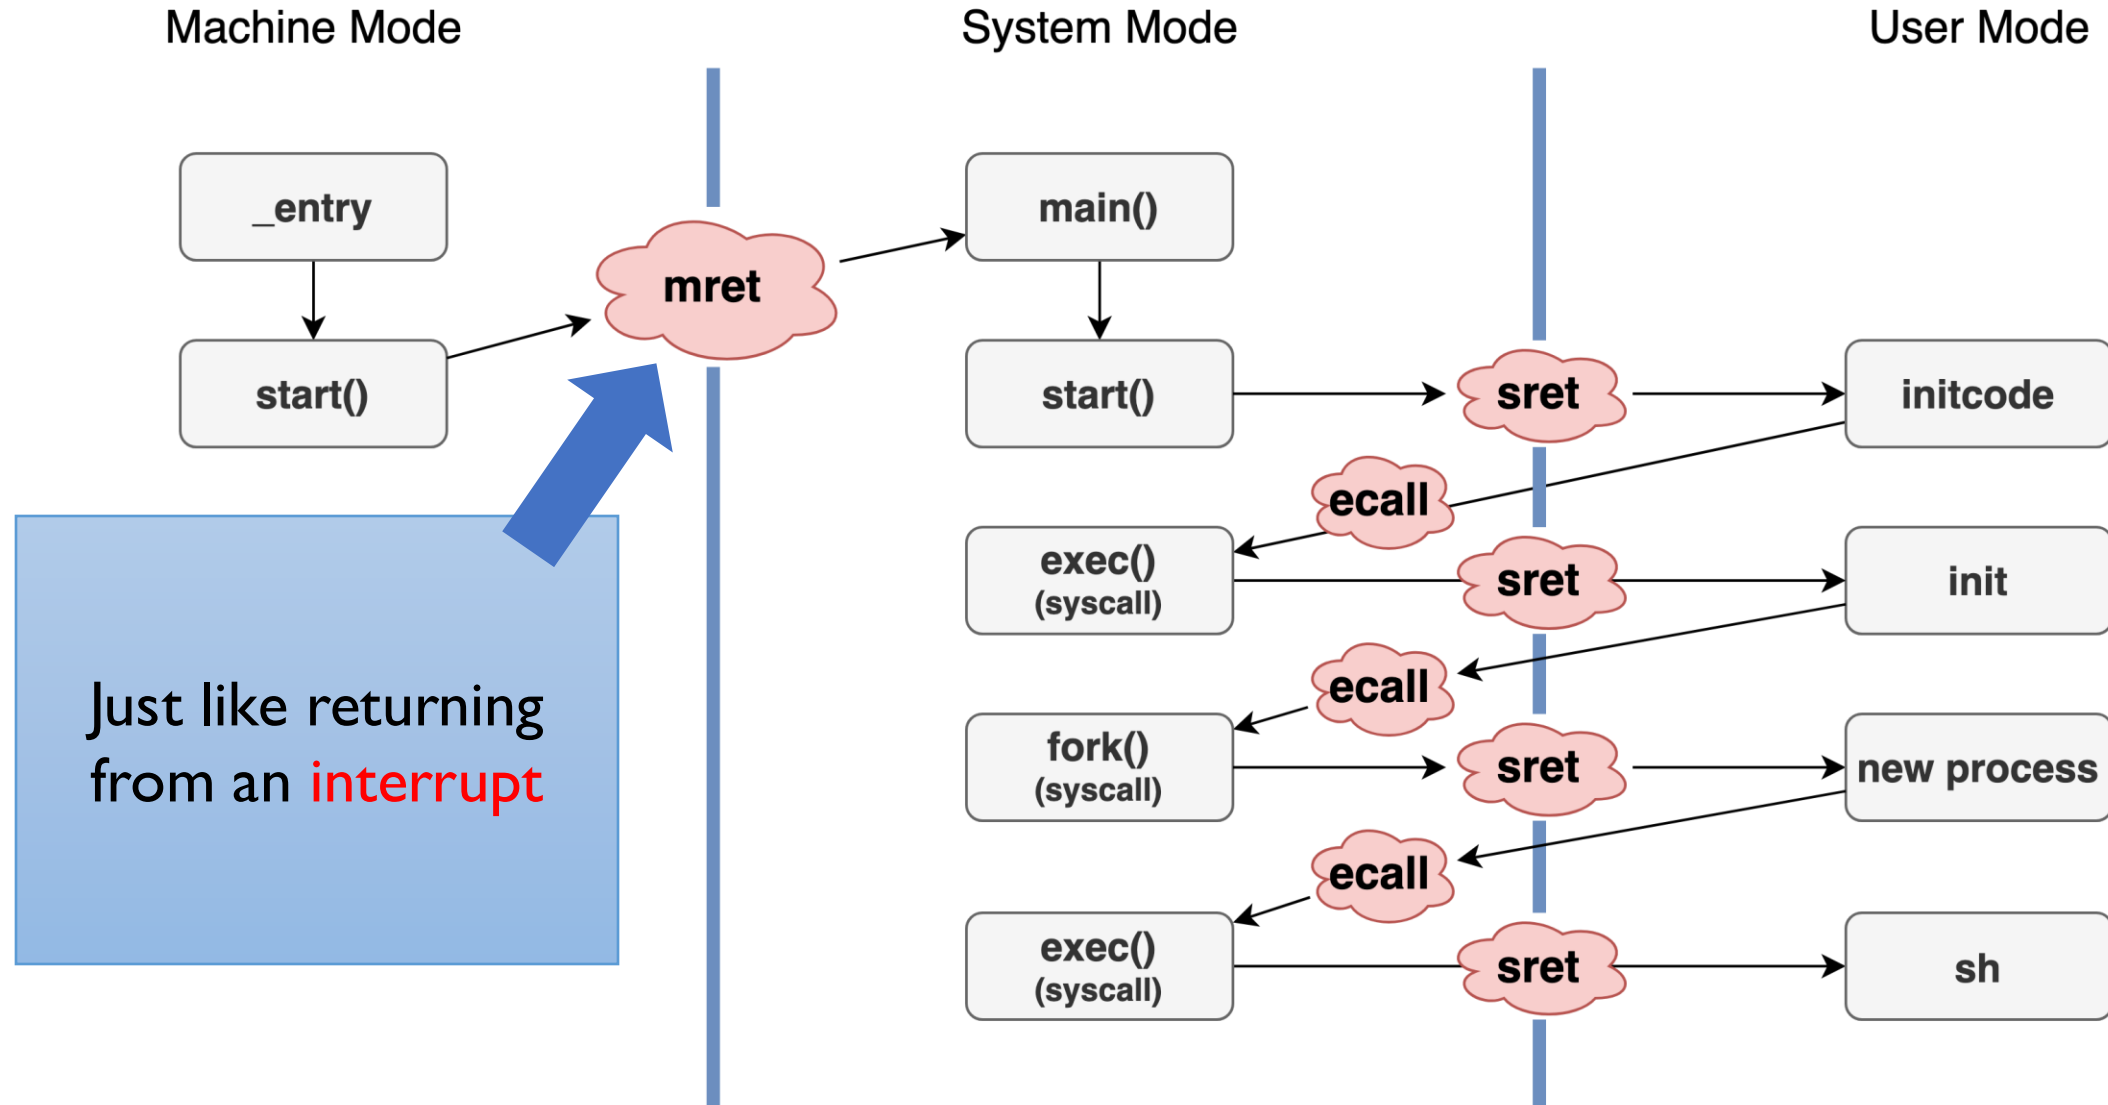 Machine Mode
System Mode
User Mode
_entry
main()
mret
start()
start()
sret
initcode
ecall
exec()
(syscall)
sret
init
ecall
fork()
(syscall)
sret
new process
ecall
exec()
(syscall)
sret
sh
Just like returning
from an interrupt